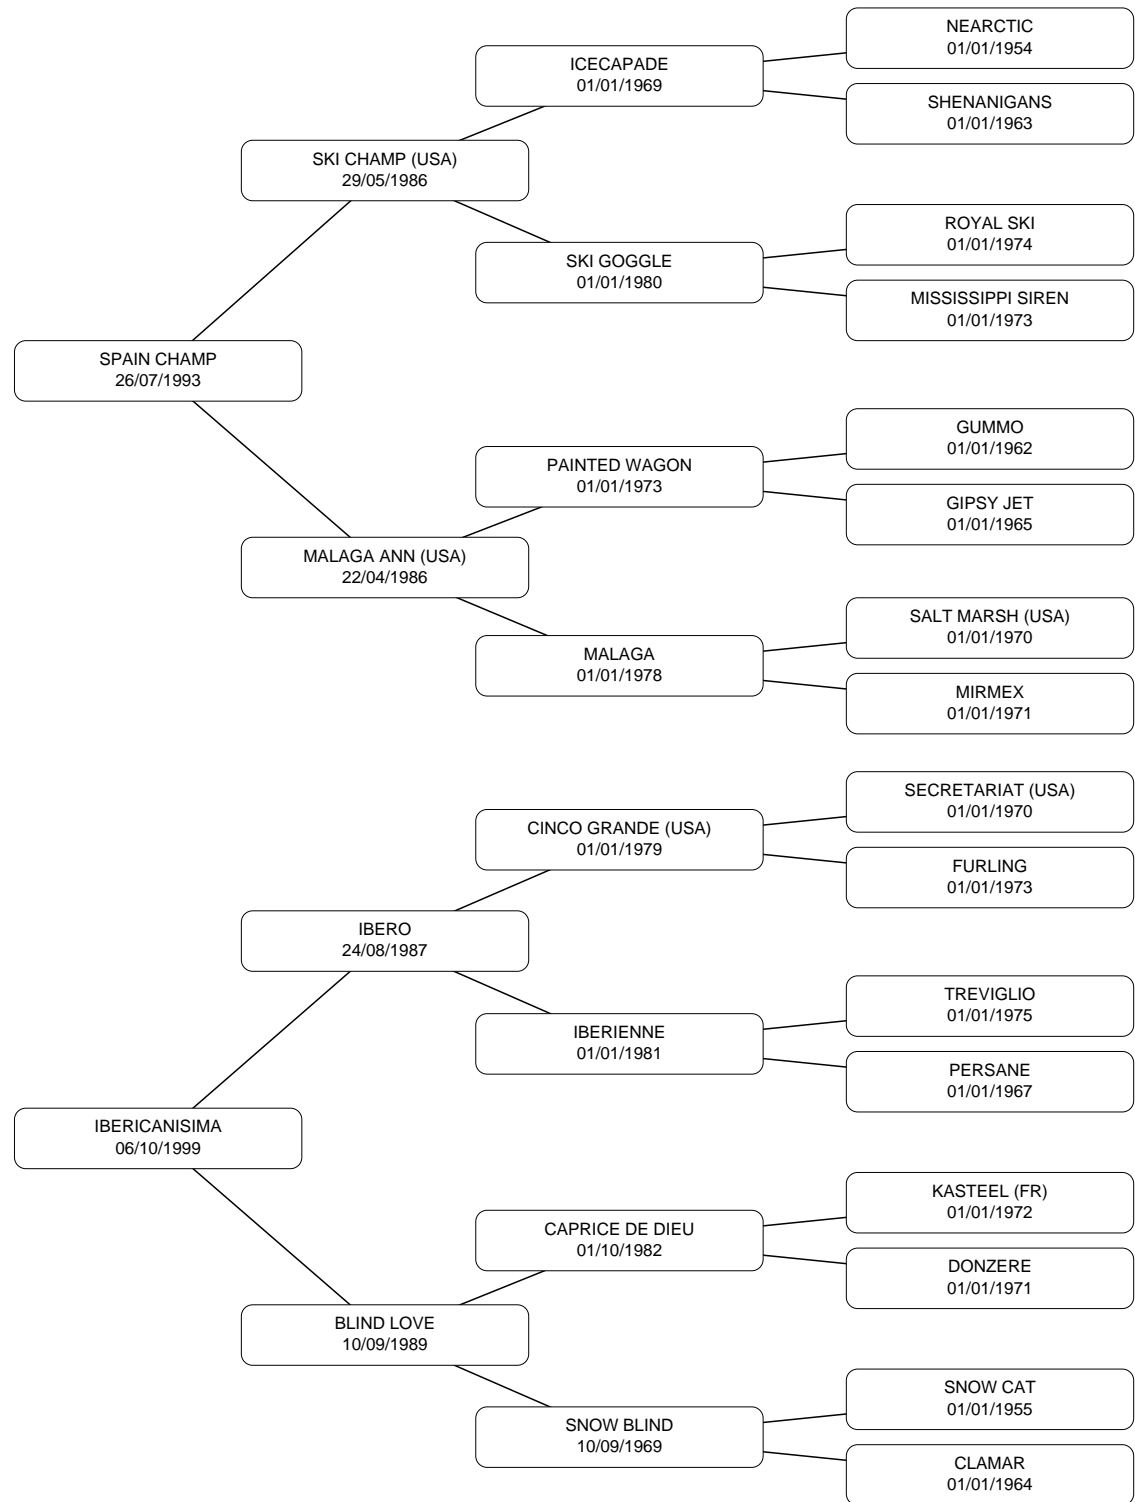 NEARCTIC
01/01/1954
ICECAPADE
01/01/1969
SHENANIGANS
01/01/1963
SKI CHAMP (USA)
29/05/1986
ROYAL SKI
01/01/1974
SKI GOGGLE
01/01/1980
MISSISSIPPI SIREN
01/01/1973
SPAIN CHAMP
26/07/1993
GUMMO
01/01/1962
PAINTED WAGON
01/01/1973
GIPSY JET
01/01/1965
MALAGA ANN (USA)
22/04/1986
SALT MARSH (USA)
01/01/1970
MALAGA
01/01/1978
MIRMEX
01/01/1971
SECRETARIAT (USA)
01/01/1970
CINCO GRANDE (USA)
01/01/1979
FURLING
01/01/1973
IBERO
24/08/1987
TREVIGLIO
01/01/1975
IBERIENNE
01/01/1981
PERSANE
01/01/1967
IBERICANISIMA
06/10/1999
KASTEEL (FR)
01/01/1972
CAPRICE DE DIEU
01/10/1982
DONZERE
01/01/1971
BLIND LOVE
10/09/1989
SNOW CAT
01/01/1955
SNOW BLIND
10/09/1969
CLAMAR
01/01/1964